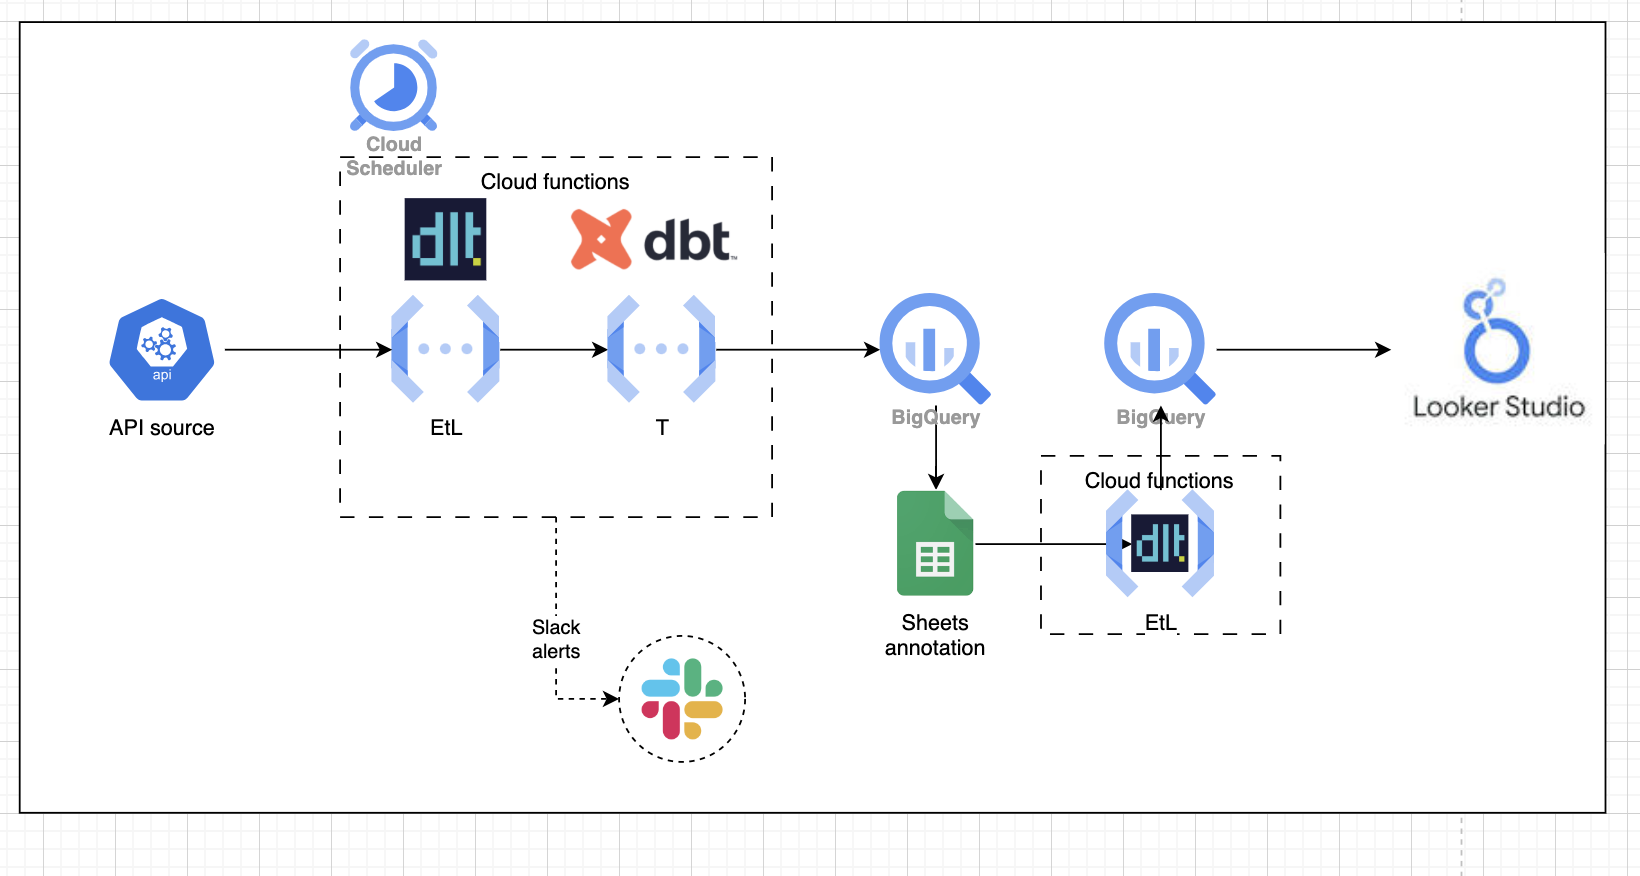 Cloud
Scheduler
Cloud functions
dlt
dbt
TM
api
API source
EtL
T
BigQuery
BigQuery
Looker Studio
Cloud functions
dlt
EtL
Sheets
annotation
Slack
alerts